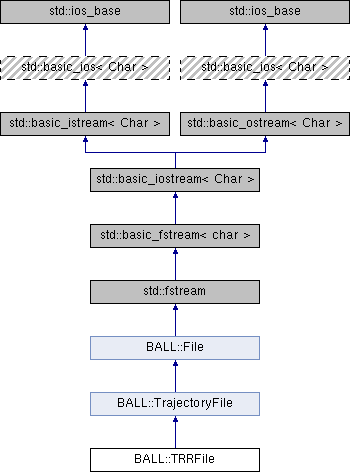 std::ios_base
std::ios_base
std::basic_ios< Char >
std::basic_ios< Char >
std::basic_istream< Char >
std::basic_ostream< Char >
std::basic_iostream< Char >
std::basic_fstream< char >
std::fstream
BALL::File
BALL::TrajectoryFile
BALL::TRRFile